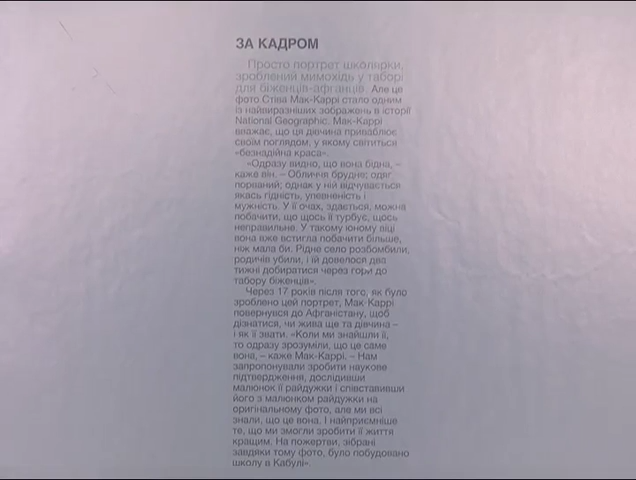 ЗА КАДРОМ
Просто портрет школярки,
зроблений мимохідь у таборі
для біженців-афганців. Але це
фото Стіва Мак-Каррі стало одним
із найвиразніших зображень в історії
National Geographic. Мак-Каррі
вважає, що ця дівчина приваблює
своїм поглядом, у якому світиться
«безнадійна краса».
«Одразу видно, що вона бідна, –
каже він. – Обличчя брудне; одяг
порваний; однак у ній відчувається
якась гідність, упевненість і
мужність. У її очах, здається, можна
побачити, що щось її турбує, щось
неправильне. У такому юному віці
вона вже встигла побачити більше,
ніж мала би. Рідне село розбомбили,
родичів убили, і їй довелося два
тижні добиратися через гори до
табору біженців».
Через 17 років після того, як було
зроблено цей портрет, Мак-Каррі
повернувся до Афганістану, щоб
дізнатися, чи жива ще та дівчина –
і як її звати. «Коли ми знайшли її,
то одразу зрозуміли, що це саме
вона, – каже Мак-Каррі. – Нам
запропонували зробити наукове
підтвердження, дослідивши
малюнок її райдужки і співставивши
його з малюнком райдужки на
оригінальному фото, але ми всі
знали, що це вона. І найприємніше
те, що ми змогли зробити її життя
кращим. На пожертви, зібрані
завдяки тому фото, було побудовано
школу в Кабулі».